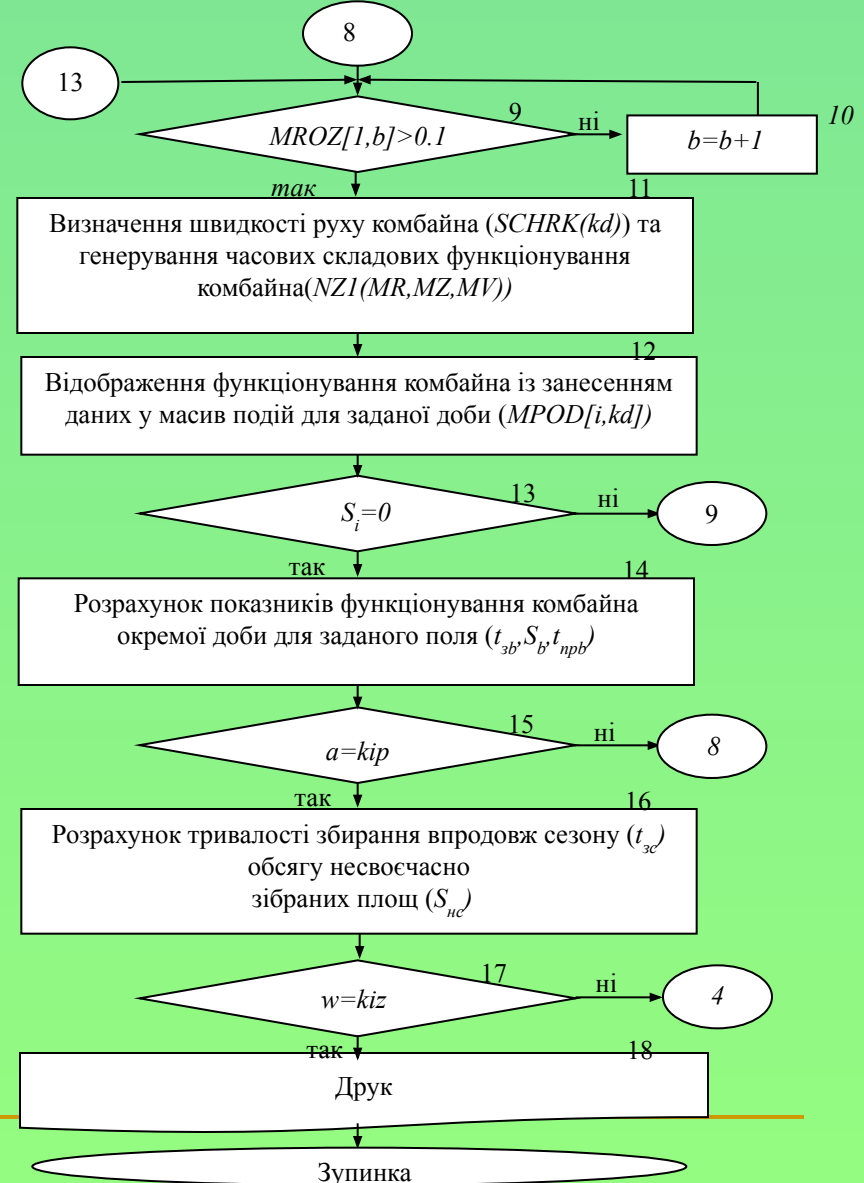 8
13
9
MROZ[1,b]>0.1
ні
10
b=b+1
так
11
Визначення швидкості руху комбайна (SCHRK(kd)) та
генерування часових складових функціонування
комбайна(NZ1(MR,MZ,MV))
12
Відображення функціонування комбайна із занесенням
даних у масив подій для заданої доби (MPOD[i,kd])
13
Si=0
ні
9
так
14
Розрахунок показників функціонування комбайна
окремої доби для заданого поля (tзb,Sb,tпрb)
15
a=kip
ні
8
так
16
Розрахунок тривалості збирання впродовж сезону (tзс)
обсягу несвоєчасно
зібраних площ (Sнс)
17
w=kiz
ні
4
так
18
Друк
Зупинка